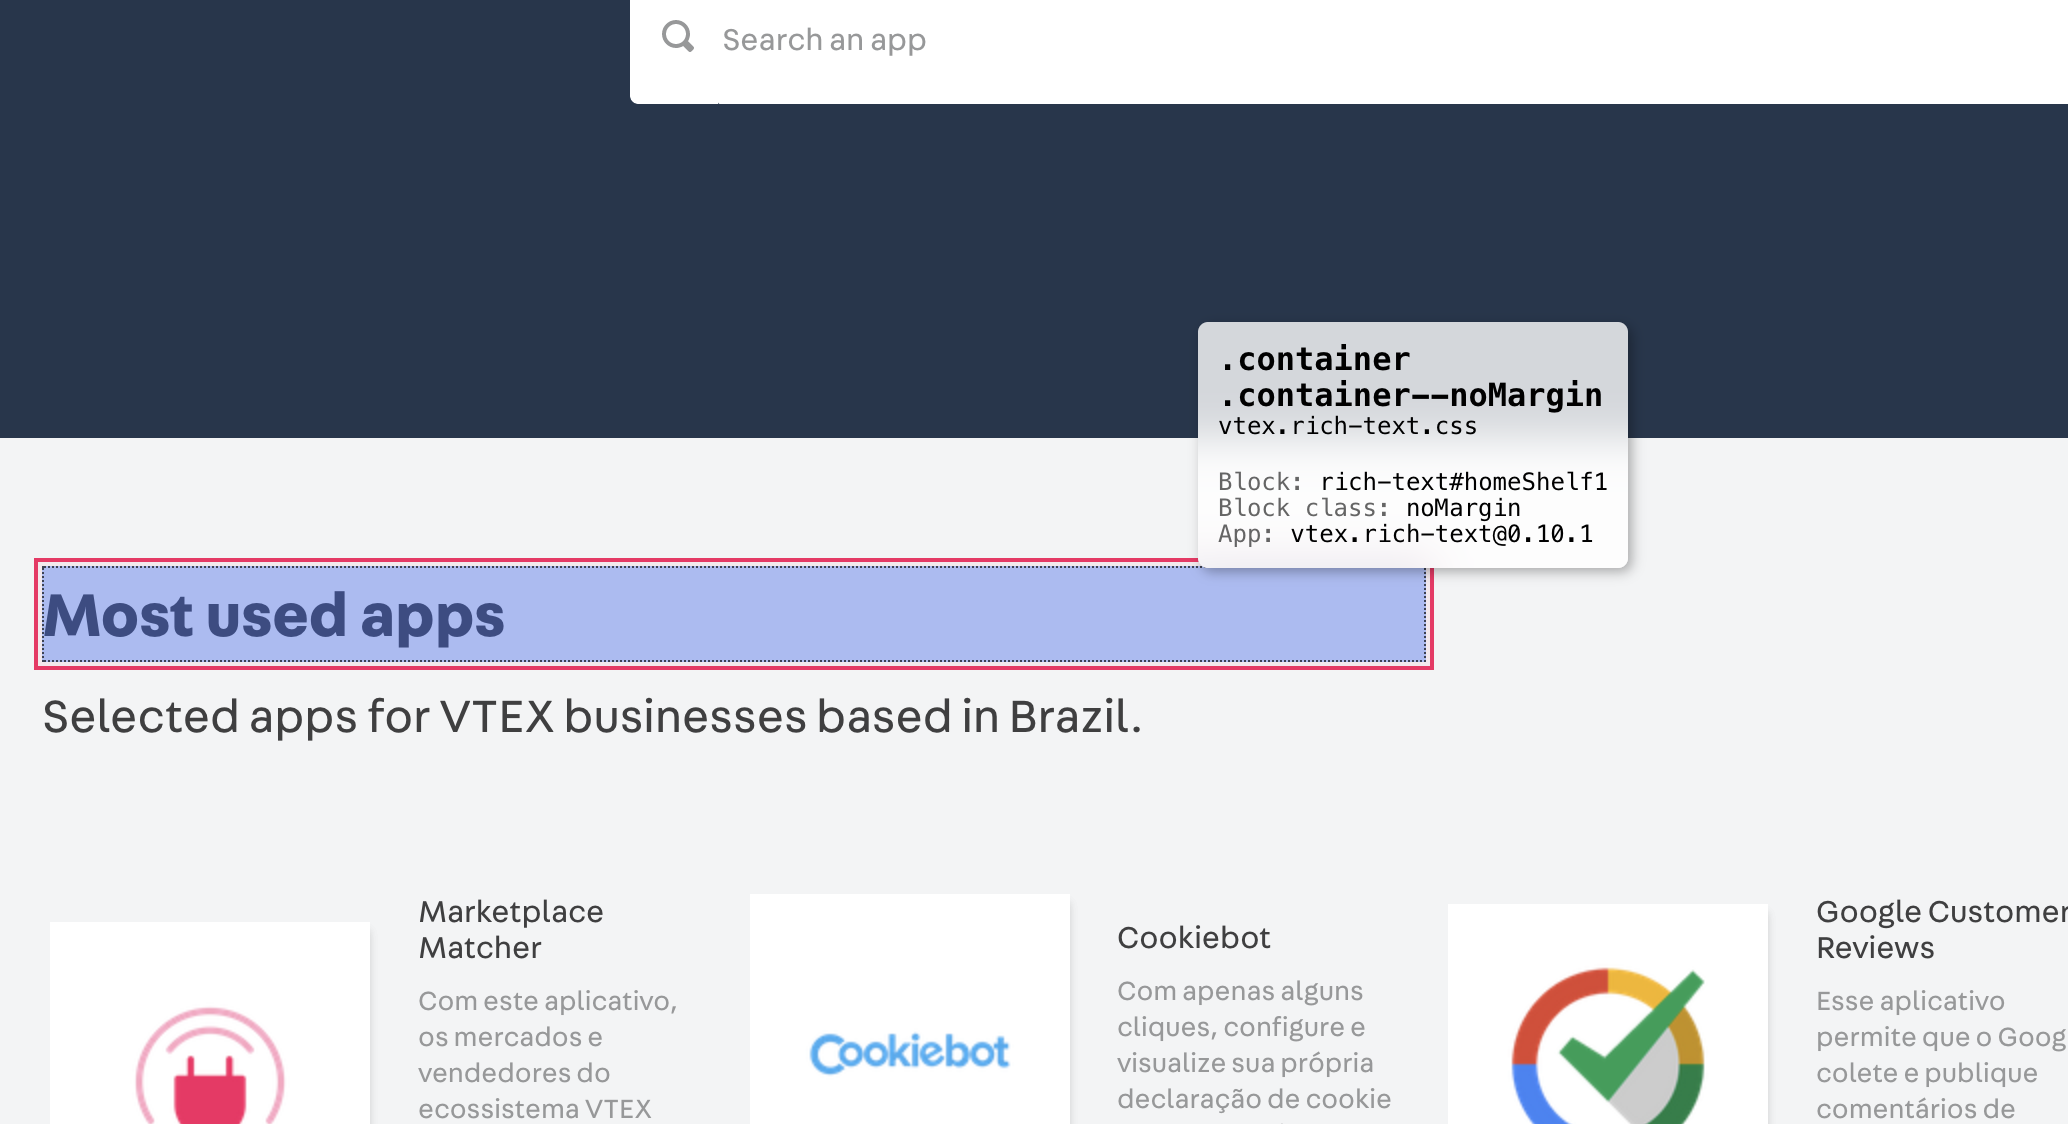 Search an app
.container
.container--noMargin
vtex.rich-text.css
Block: rich-text#homeShelf1
Block class: noMargin
App: vtex.rich-text@0.10.1
Most used apps
Selected apps for VTEX businesses based in Brazil.
Marketplace
Matcher
Com este aplicativo,
os mercados e
vendedores do
ecossistema VTEX
Cookiebot
Cookiebot
Com apenas alguns
cliques, configure e
visualize sua própria
declaração de cookie
Google Customer
Reviews
Esse aplicativo
permite que o Goog
colete e publique
comentários de